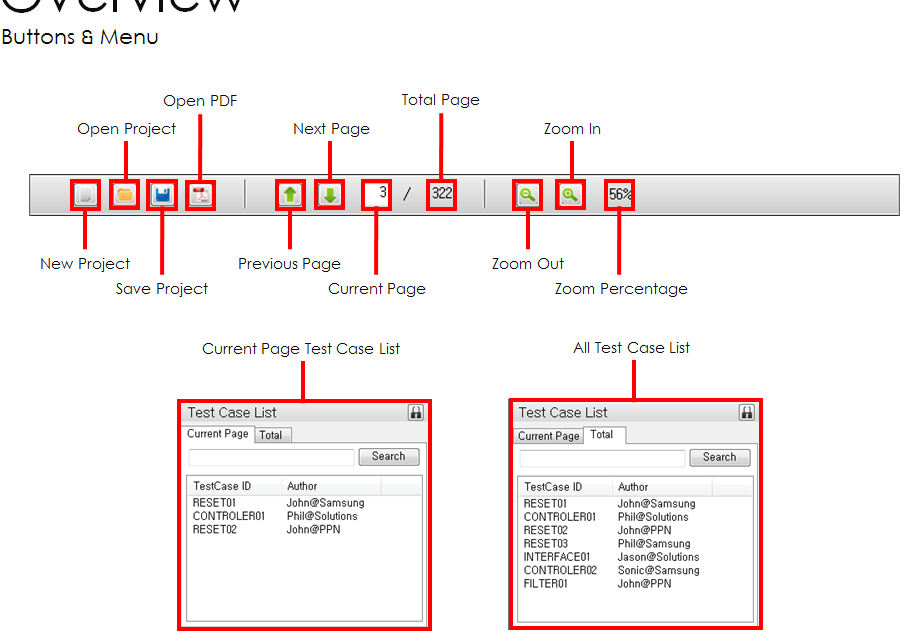 Overview
Buttons & Menu
Open PDF
Total Page
Open Project
Next Page
Zoom In
3 / 322
56%
New Project
Previous Page
Zoom Out
Save Project
Current Page
Zoom Percentage
Current Page Test Case List
All Test Case List
Test Case List
Current Page Total
Search
TestCase ID Author
RESET01 John@Samsung
CONTROLER01 Phil@Solutions
RESET02 John@PPN
Test Case List
Current Page Total
Search
TestCase ID Author
RESET01 John@Samsung
CONTROLER01 Phil@Solutions
RESET02 John@PPN
RESET03 Phil@Samsung
INTERFACE01 Jason@Solutions
CONTROLER02 Sonic@Samsung
FILTER01 John@PPN